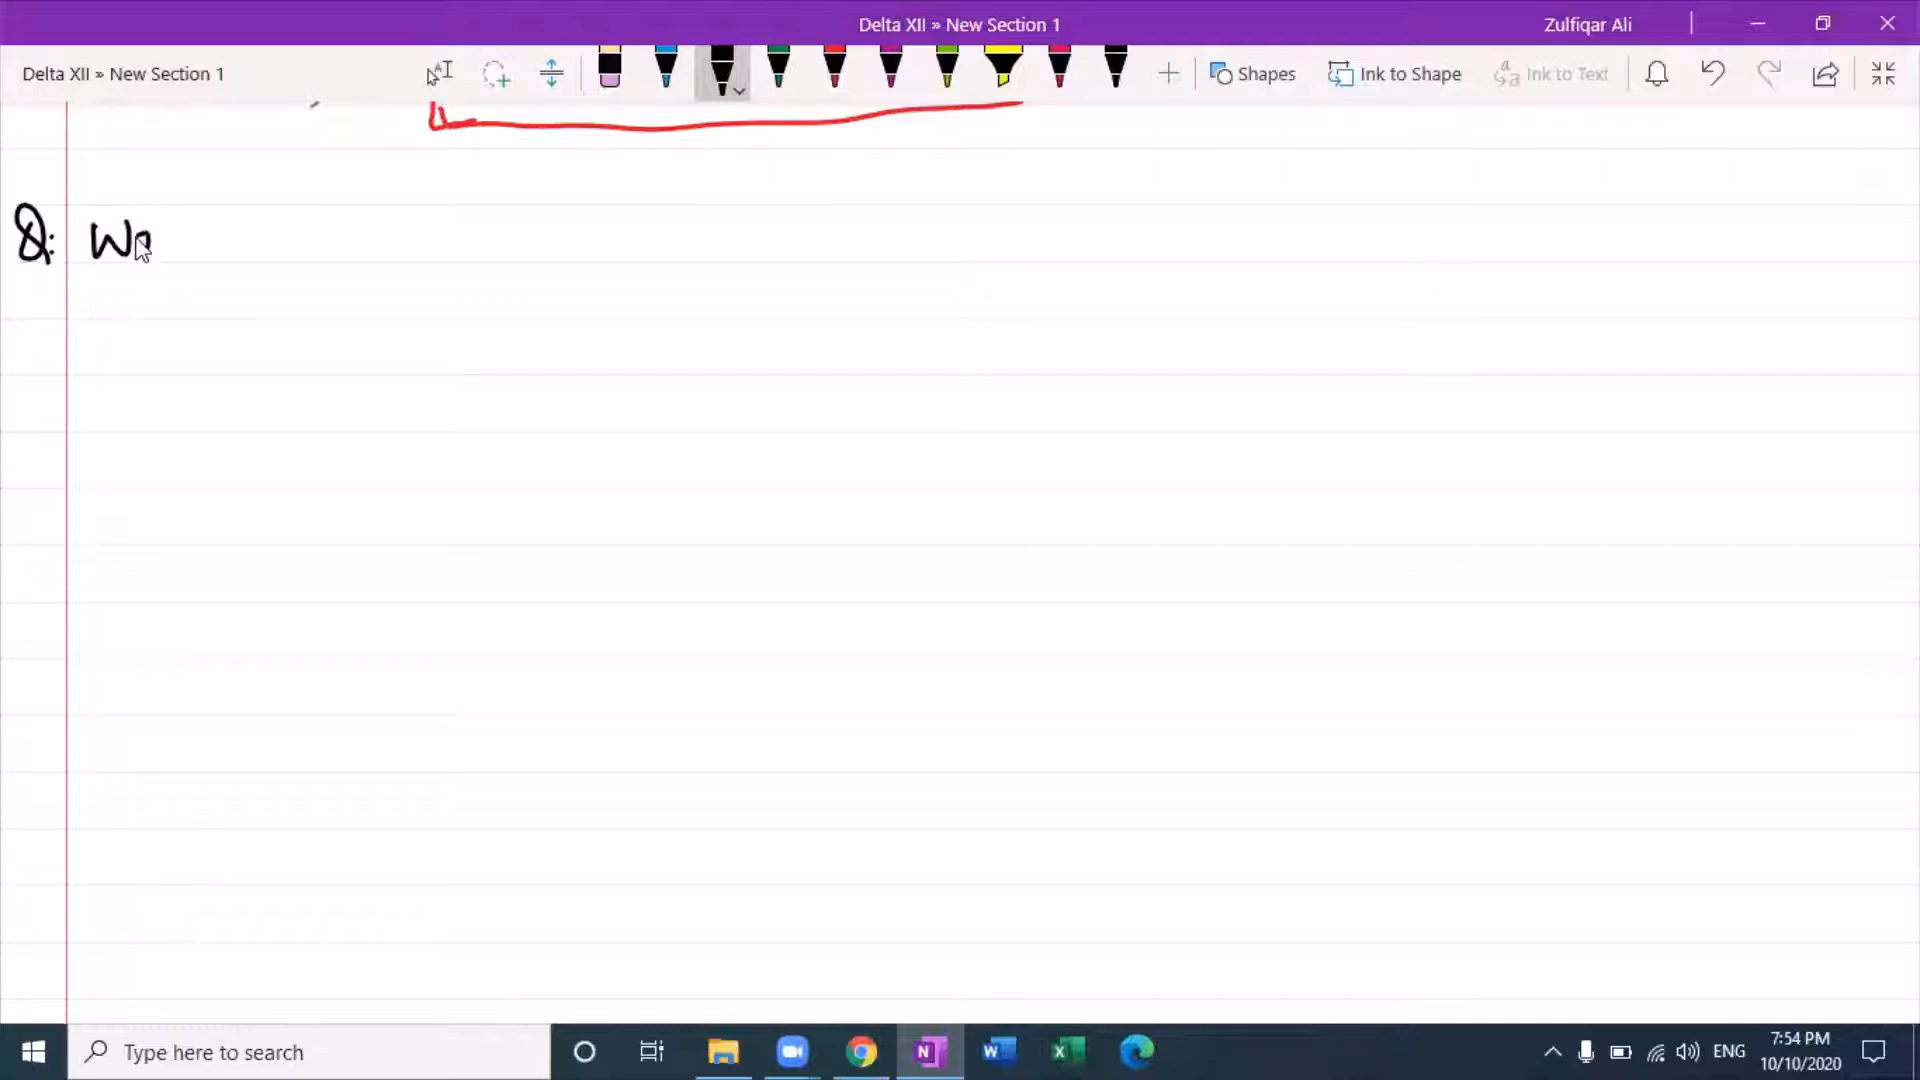 Delta XII » New Section 1
Zulfiqar Ali
Delta XII » New Section 1
Shapes
Ink to Shape
Ink to Text
Q:
Type here to search
ENG
7:54 PM
10/10/2020